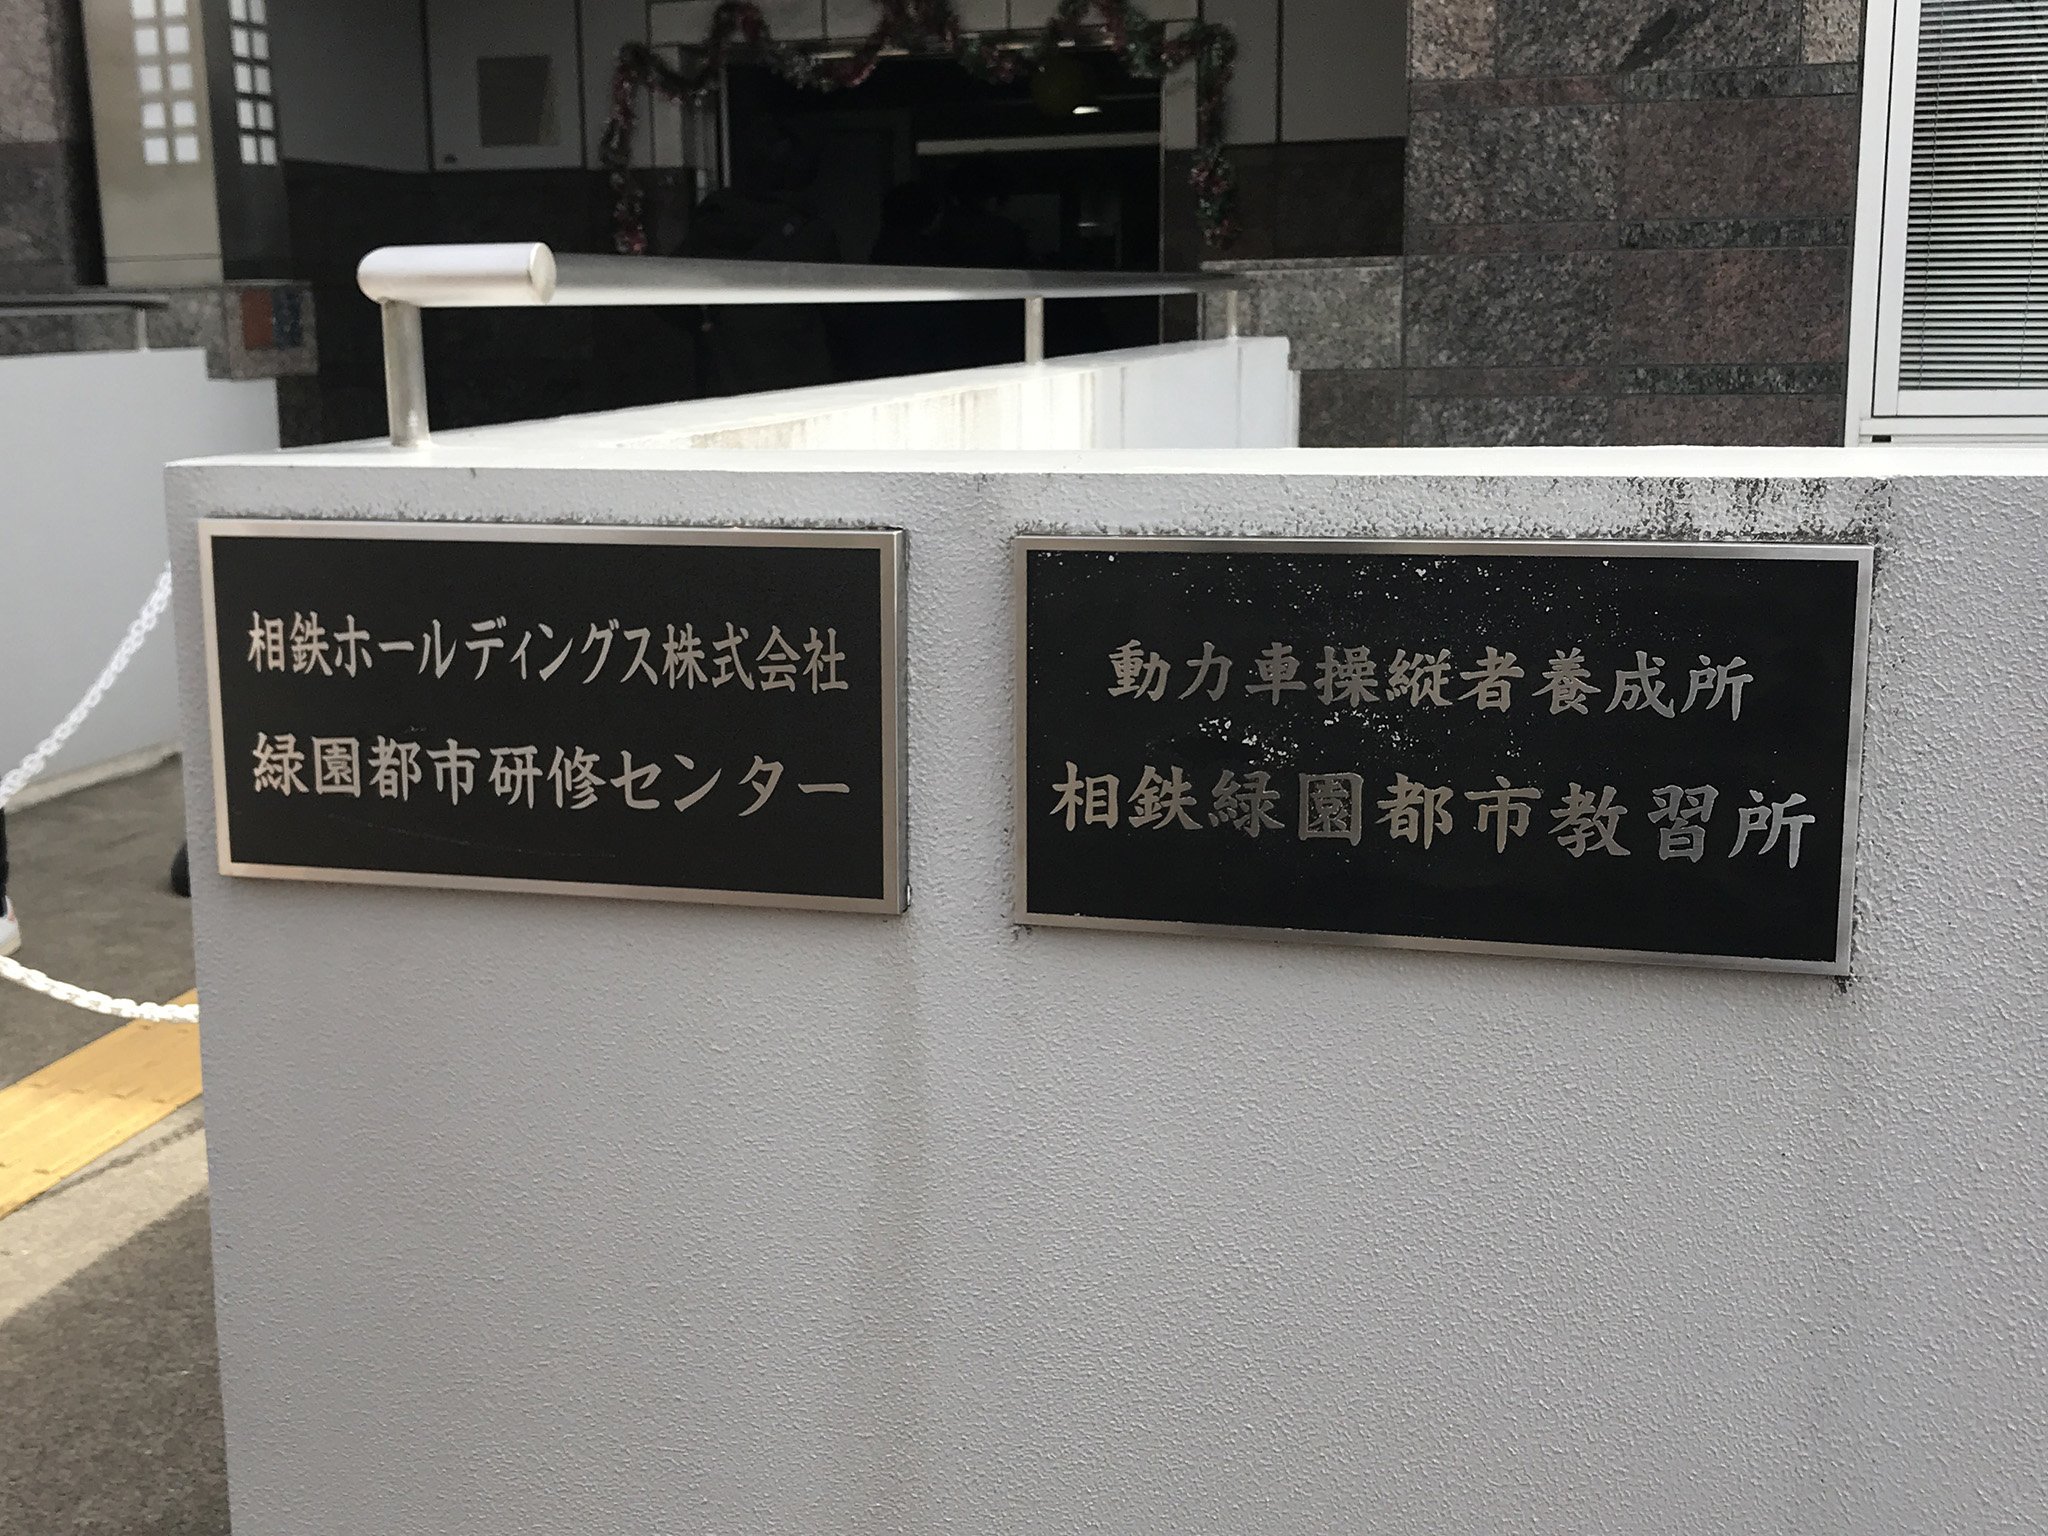 相鉄ホールディングス株式会社
緑園都市研修センター
動力車操縦者養成所
相鉄緑園都市教習所